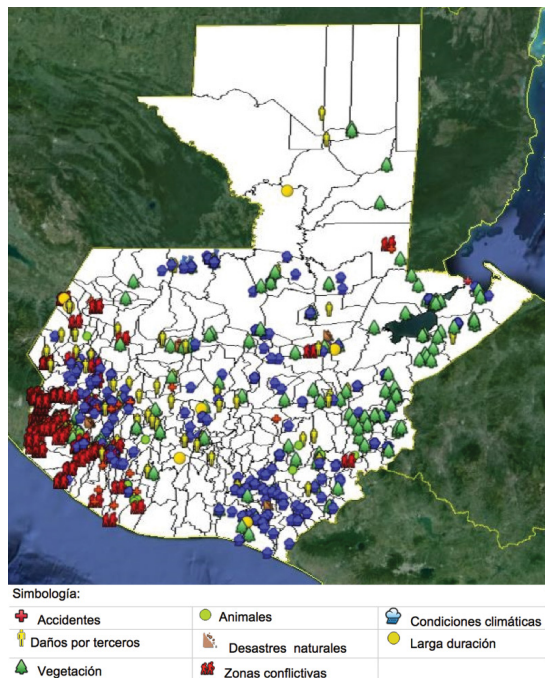 Simbología:
Accidentes
Animales
Condiciones climáticas
Daños por terceros
Desastres naturales
Larga duración
Vegetación
Zonas conflictivas